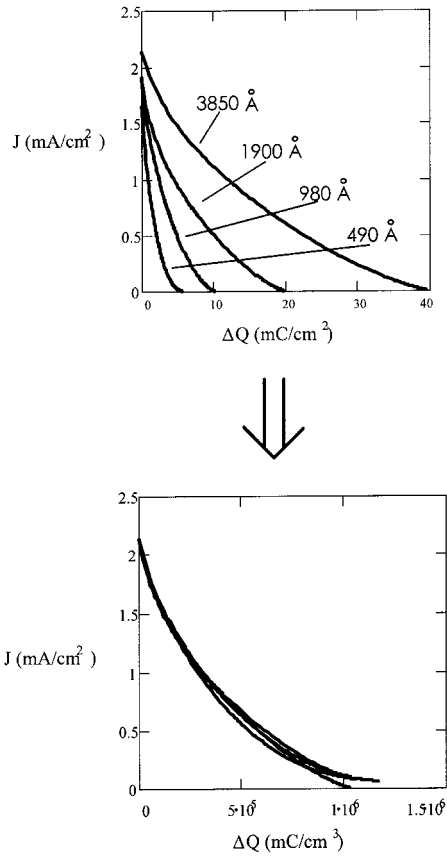 2.5
2
3850 Å
1.5
J (mA/cm²)
1900 Å
1
980 Å
0.5
490 Å
0
0 10 20 30 40
ΔQ (mC/cm²)
2.5
2
1.5
J (mA/cm²)
1
0.5
0
0 5•10⁵ 1•10⁶ 1.5•10⁶
ΔQ (mC/cm³)